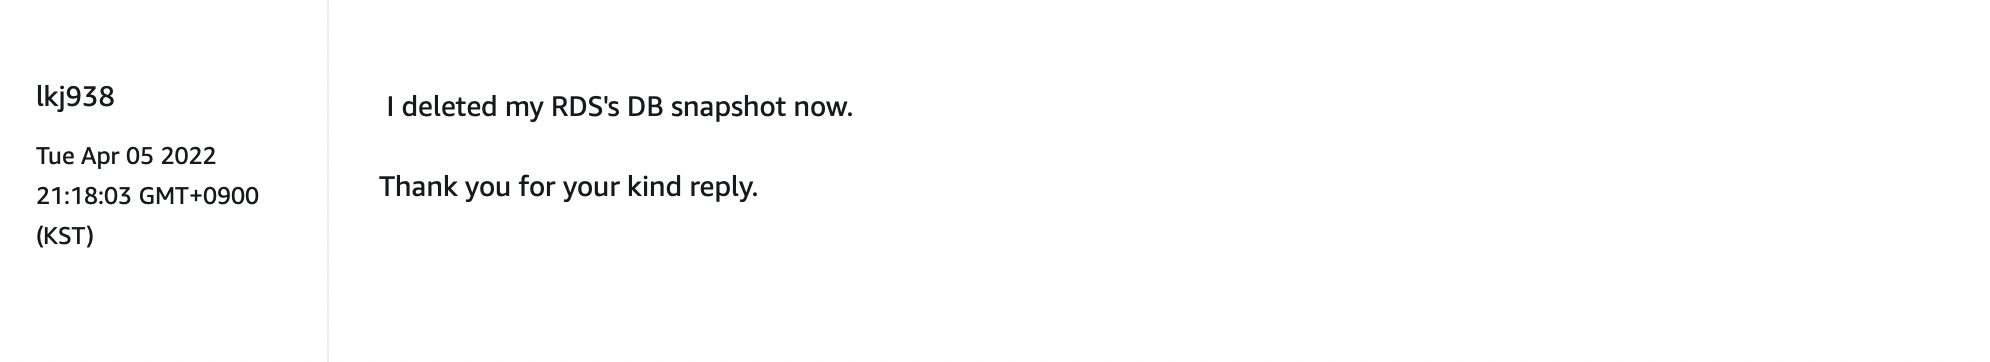 lkj938
Tue Apr 05 2022
21:18:03 GMT+0900
(KST)
I deleted my RDS's DB snapshot now.
Thank you for your kind reply.